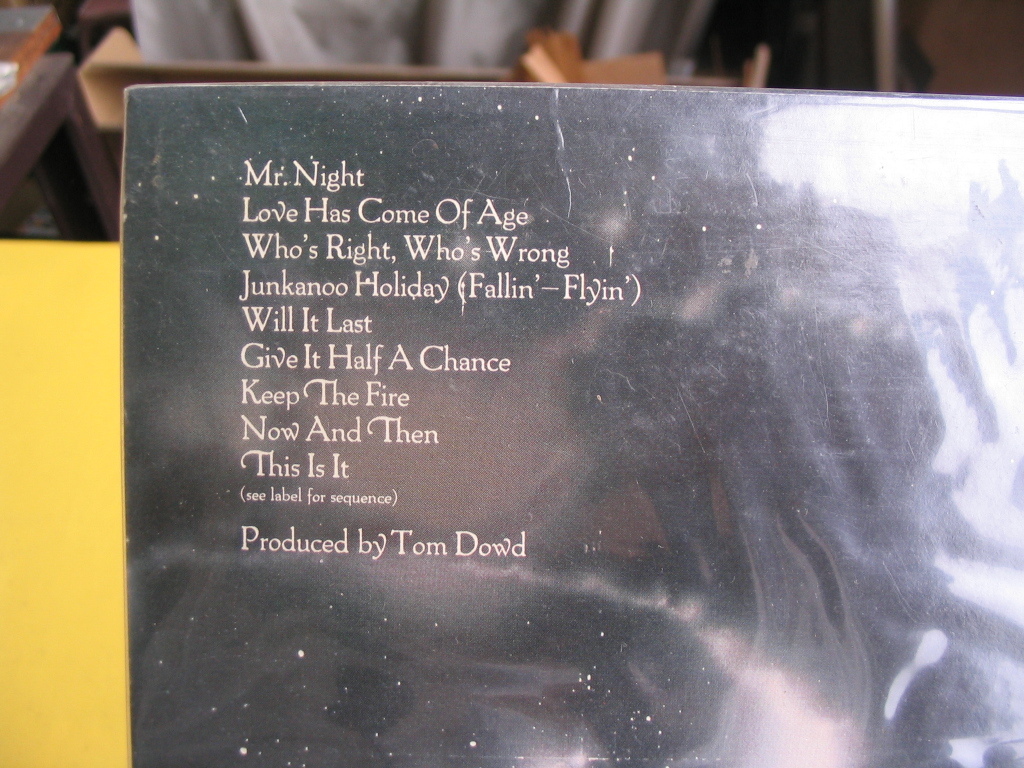 Mr. Night
Love Has Come Of Age
Who's Right, Who's Wrong
Junkanoo Holiday (Fallin'–Flyin')
Will It Last
Give It Half A Chance
Keep The Fire
Now And Then
This Is It
(see label for sequence)
Produced by Tom Dowd